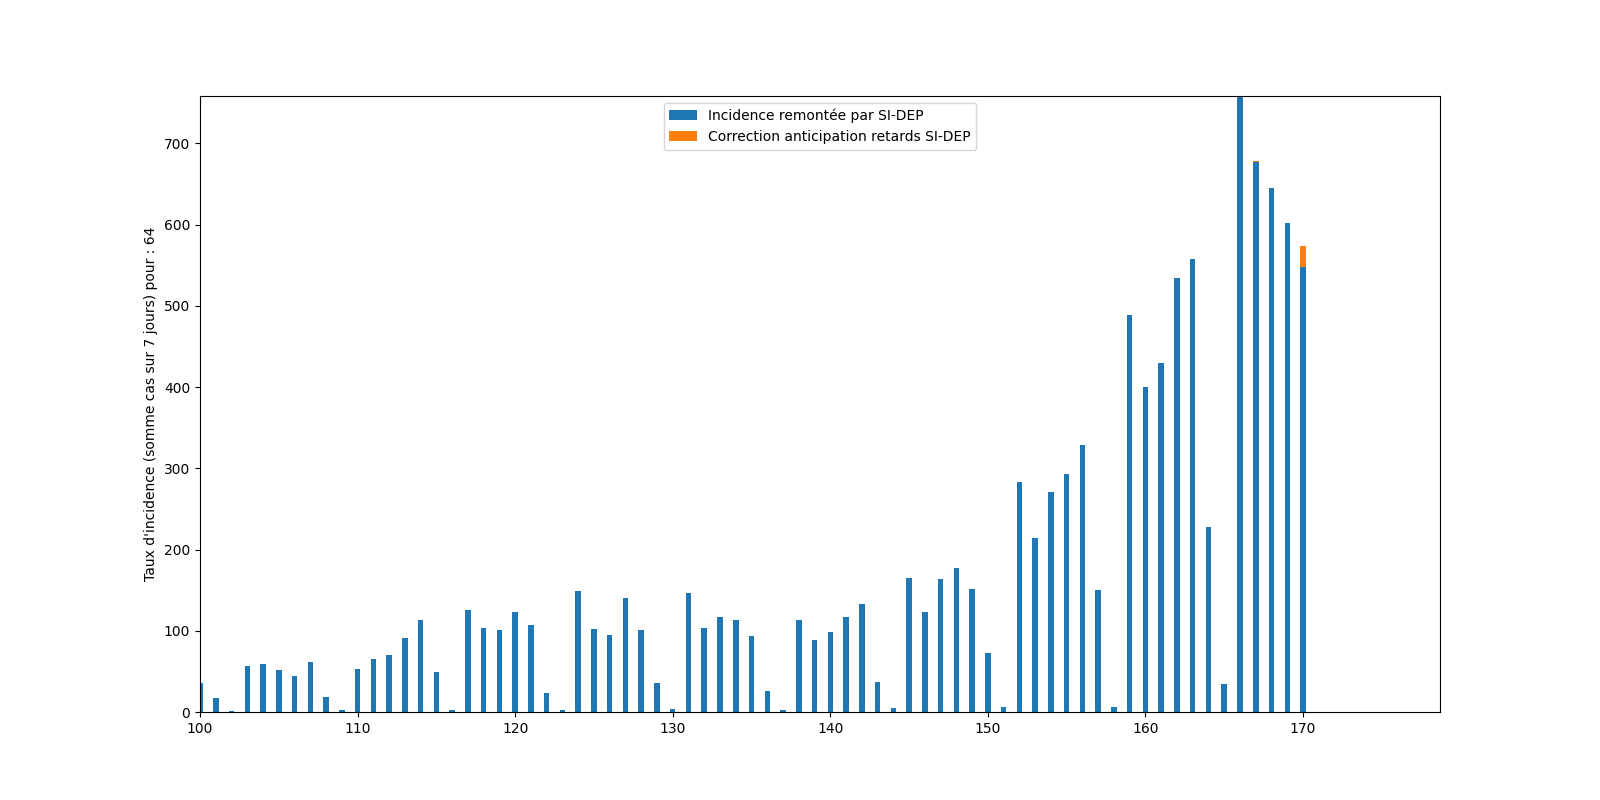 Incidence remontée par SI-DEP
Correction anticipation retards SI-DEP
Taux d'incidence (somme cas sur 7 jours) pour : 64
700
600
500
400
300
200
100
0
100 110 120 130 140 150 160 170